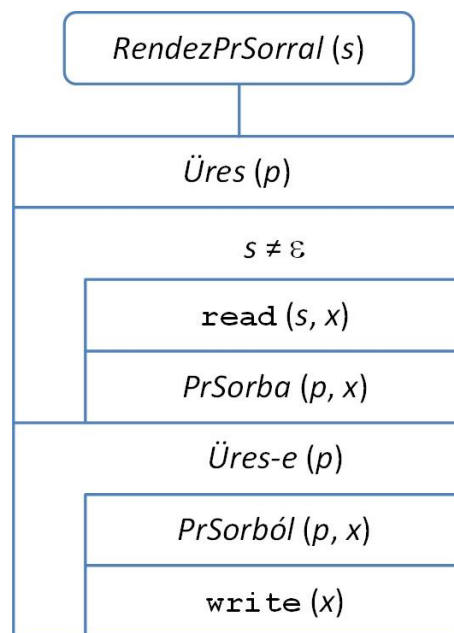 RendezPrSorral (s)
Üres (p)
s ≠ ε
read (s, x)
PrSorba (p, x)
Üres-e (p)
PrSorból (p, x)
write (x)